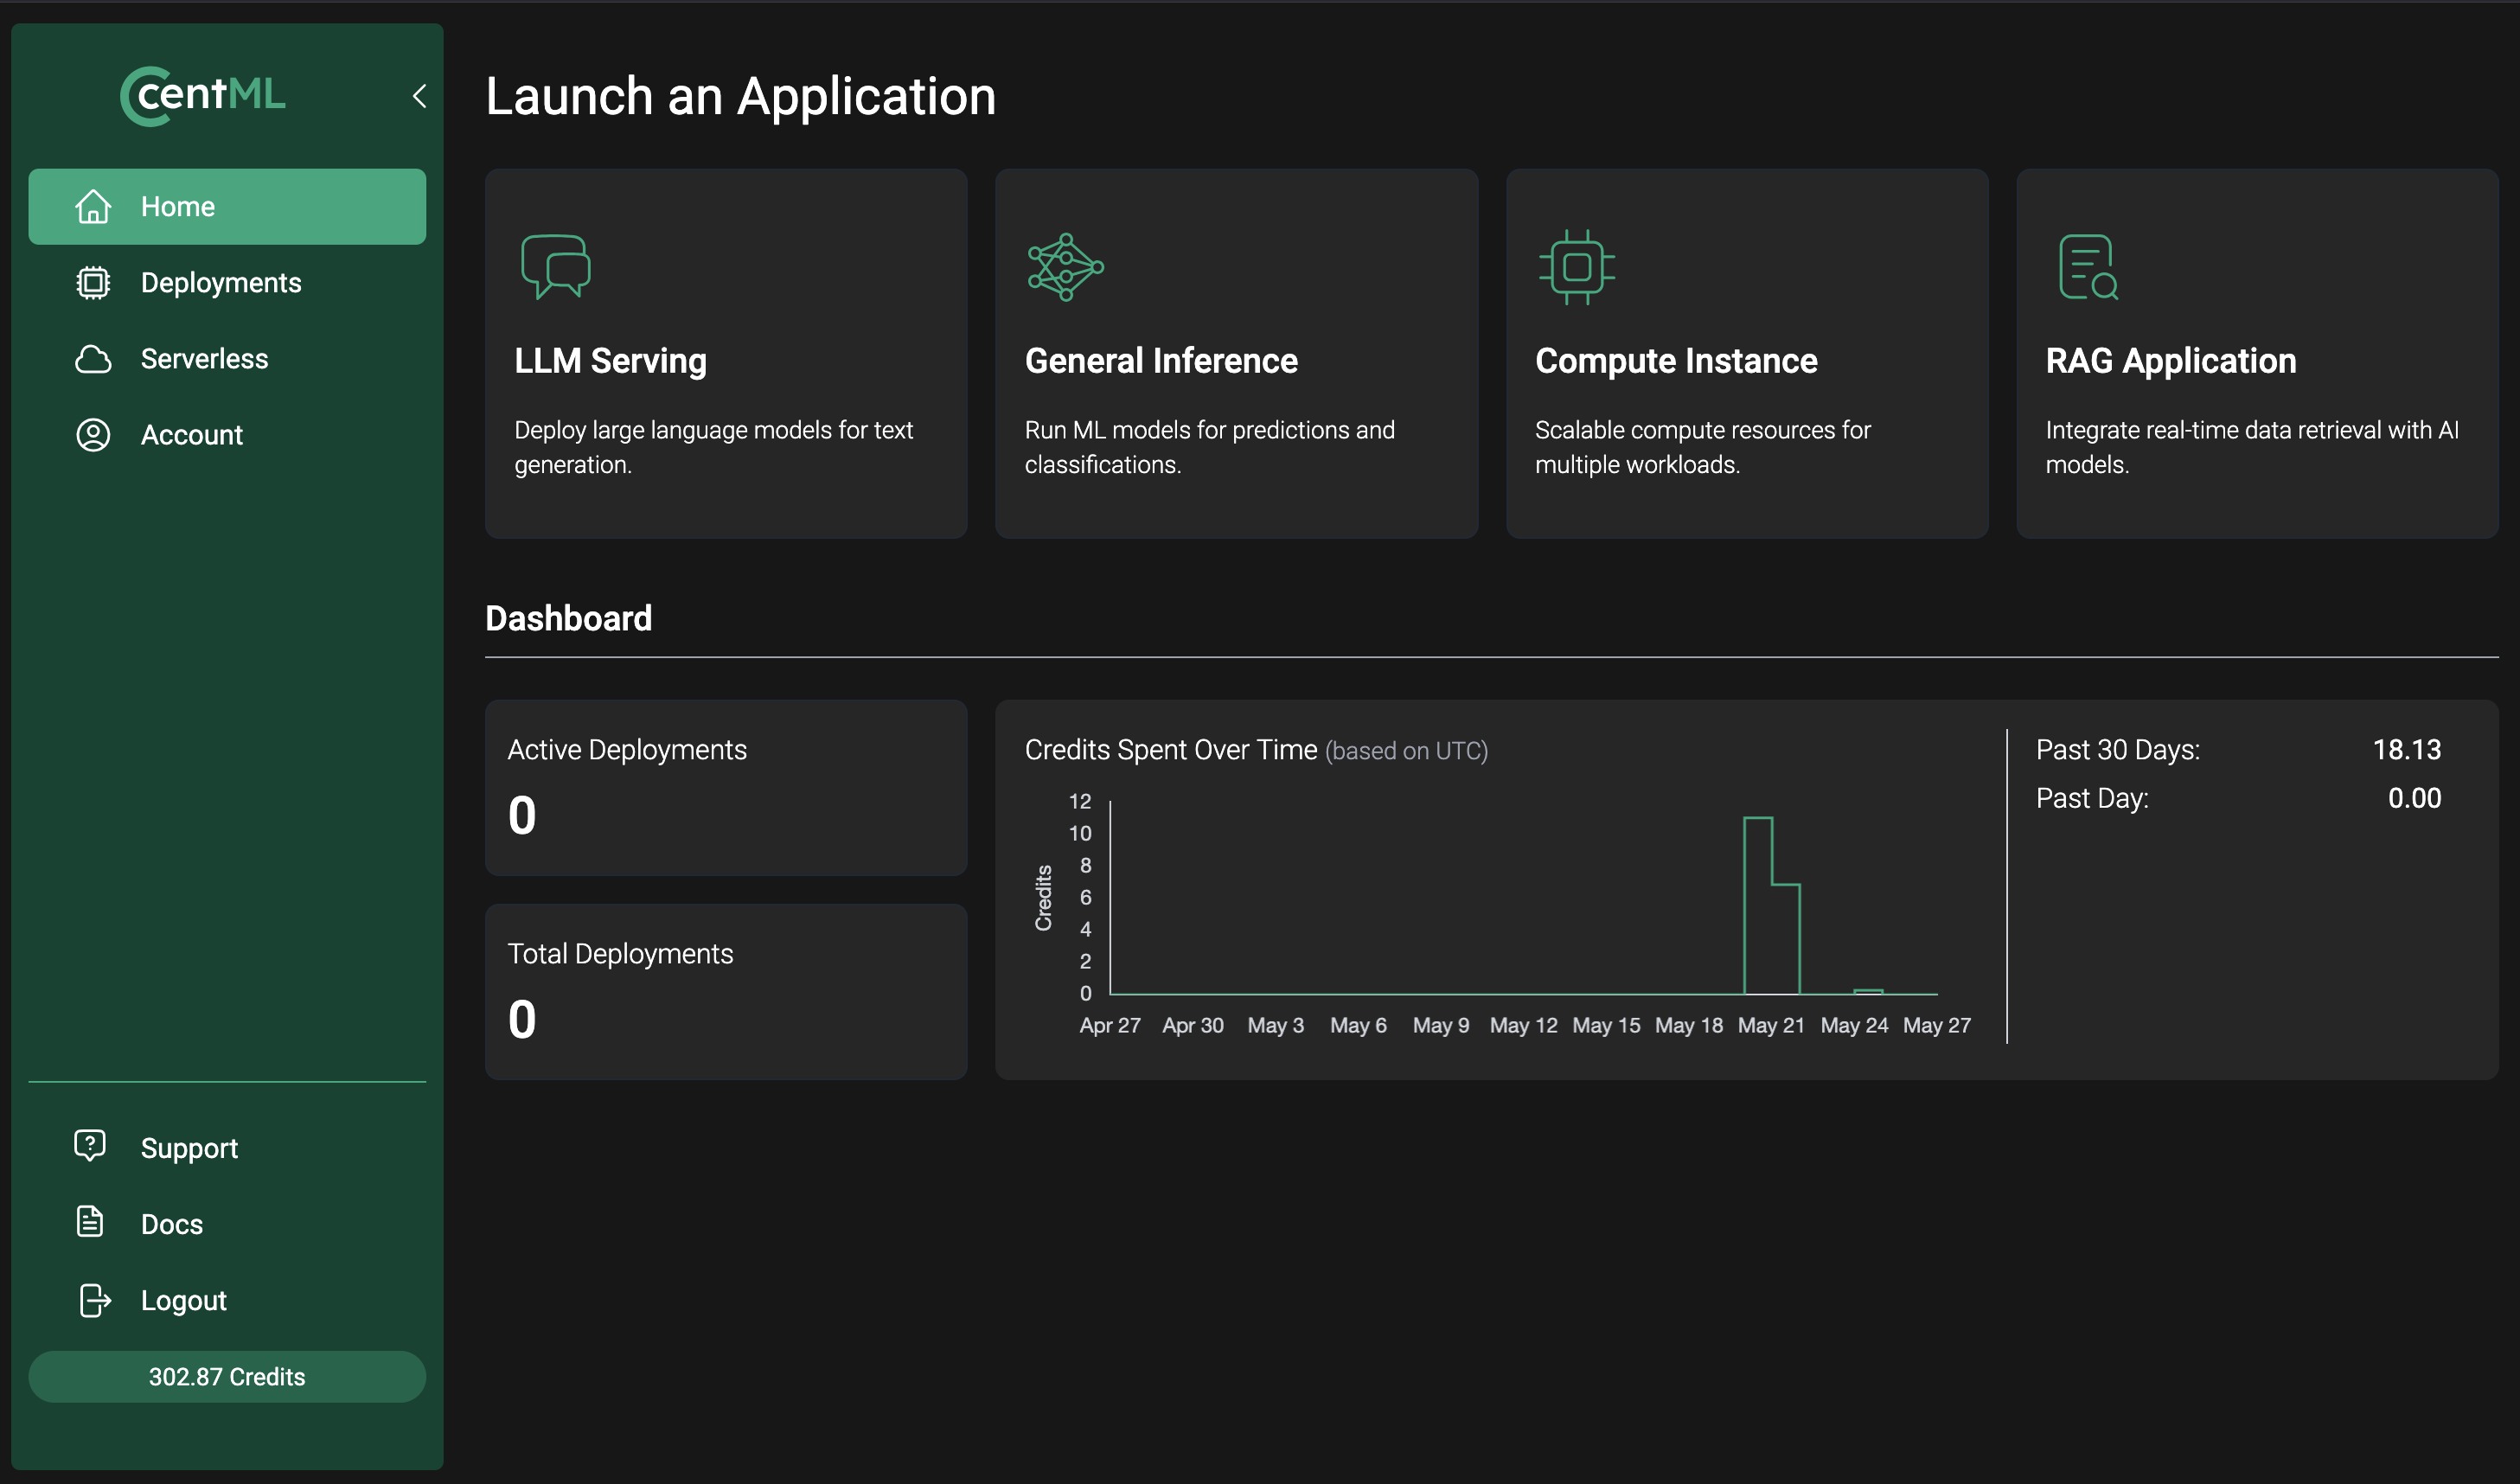 centML
Home
Deployments
Serverless
Account
Support
Docs
Logout
302.87 Credits
Launch an Application
LLM Serving
Deploy large language models for text
generation.
General Inference
Run ML models for predictions and
classifications.
Compute Instance
Scalable compute resources for
multiple workloads.
RAG Application
Integrate real-time data retrieval with AI
models.
Dashboard
Active Deployments
0
Total Deployments
0
Credits Spent Over Time (based on UTC)
Credits
12
10
8
6
4
2
0
Apr 27 Apr 30 May 3 May 6 May 9 May 12 May 15 May 18 May 21 May 24 May 27
Past 30 Days: 18.13
Past Day: 0.00